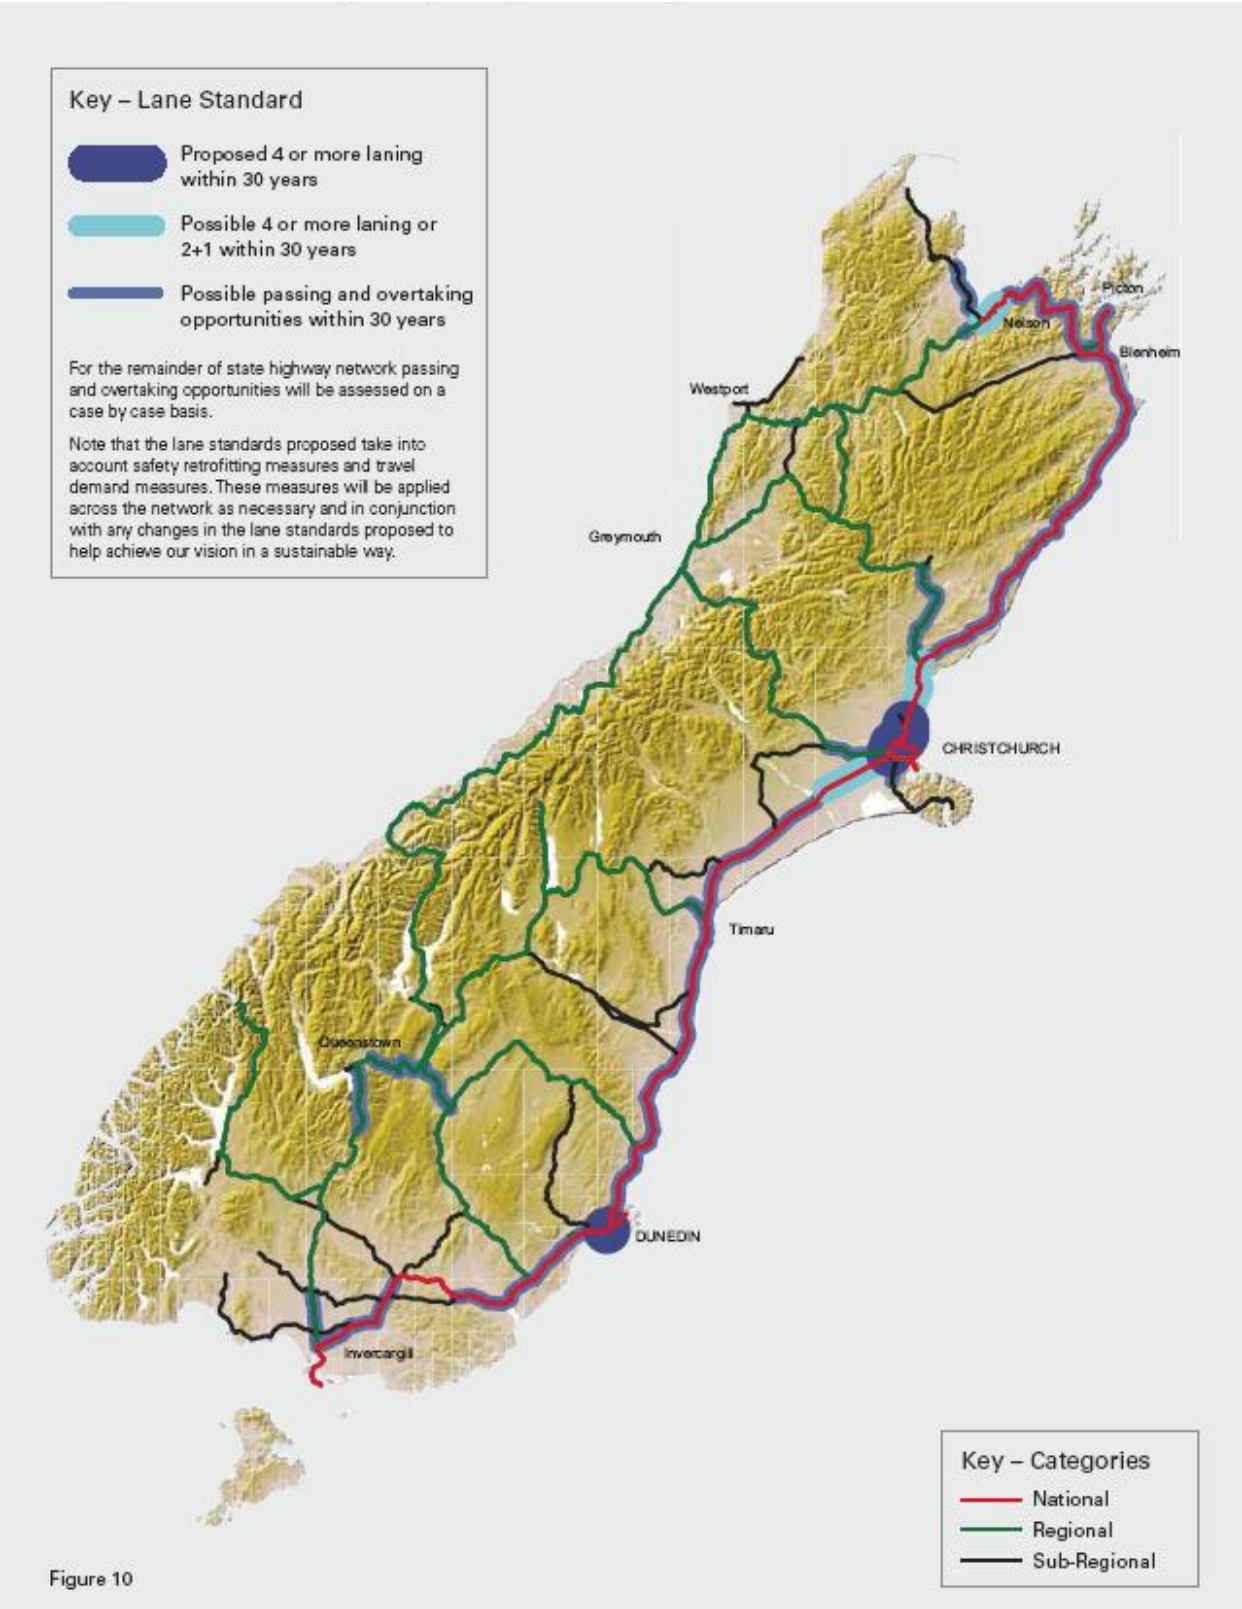 Key – Lane Standard
Proposed 4 or more laning
within 30 years
Possible 4 or more laning or
2+1 within 30 years
Possible passing and overtaking
opportunities within 30 years
For the remainder of state highway network passing
and overtaking opportunities will be assessed on a
case by case basis.
Note that the lane standards proposed take into
account safety retrofitting measures and travel
demand measures. These measures will be applied
across the network as necessary and in conjunction
with any changes in the lane standards proposed to
help achieve our vision in a sustainable way.
Picton
Nelson
Blenheim
Westport
Greymouth
CHRISTCHURCH
Timaru
Queenstown
DUNEDIN
Invercargill
Key – Categories
National
Regional
Sub-Regional
Figure 10